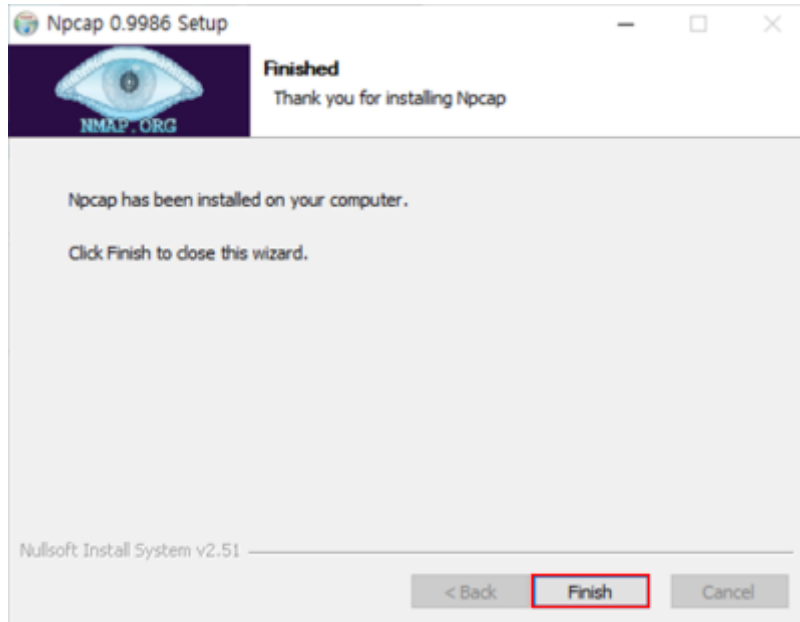 Npcap 0.9986 Setup
NMAP.ORG
Finished
Thank you for installing Npcap
Npcap has been installed on your computer.
Click Finish to close this wizard.
Nullsoft Install System v2.51
< Back
Finish
Cancel